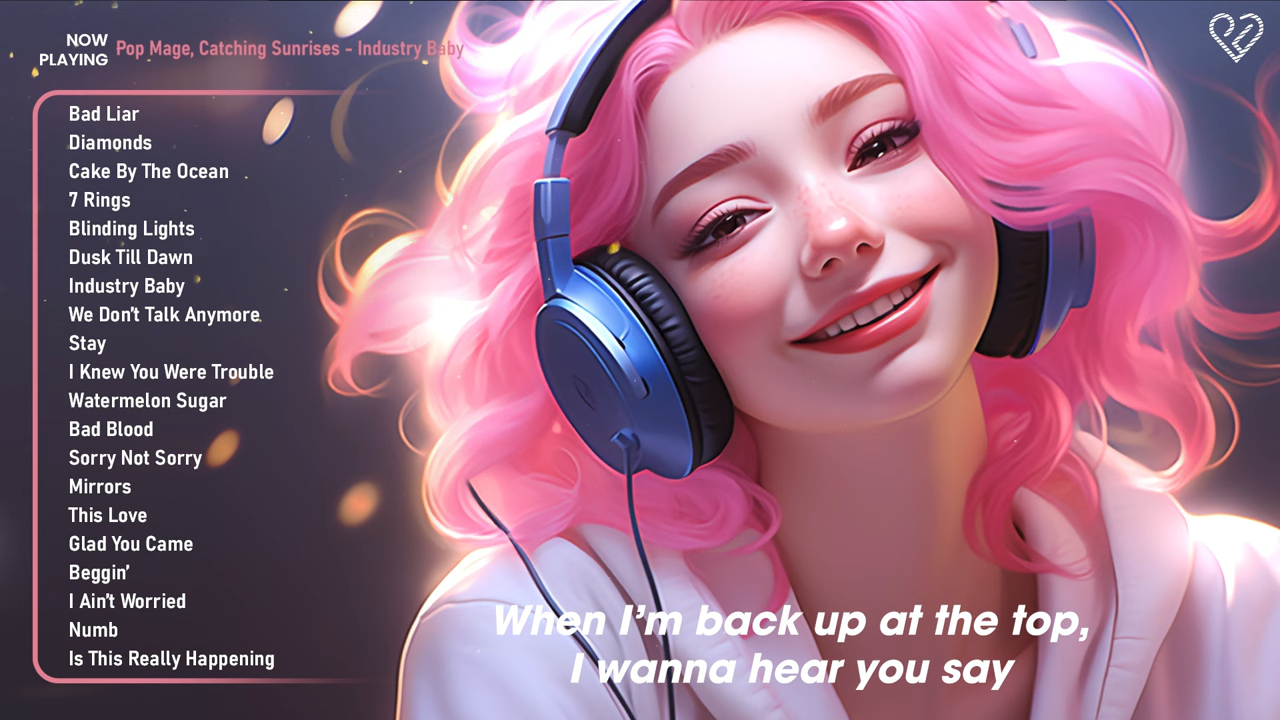 NOW
PLAYING
Pop Mage, Catching Sunrises - Industry Baby
Bad Liar
Diamonds
Cake By The Ocean
7 Rings
Blinding Lights
Dusk Till Dawn
Industry Baby
We Don't Talk Anymore
Stay
I Knew You Were Trouble
Watermelon Sugar
Bad Blood
Sorry Not Sorry
Mirrors
This Love
Glad You Came
Beggin'
I Ain't Worried
Numb
Is This Really Happening
When I'm back up at the top,
I wanna hear you say